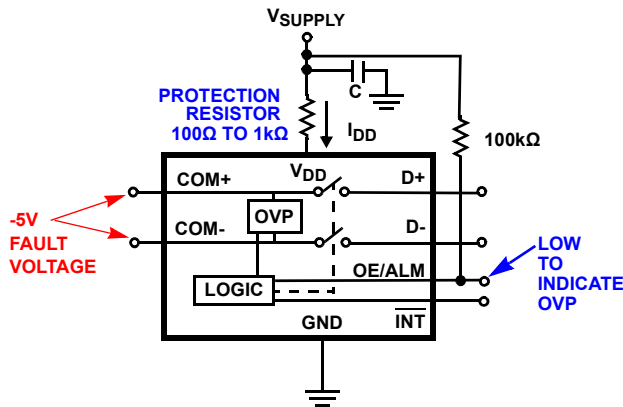 VSUPPLY
C
PROTECTION
RESISTOR
100Ω TO 1kΩ
IDD
100kΩ
COM+
VDD
D+
-5V
FAULT
VOLTAGE
OVP
COM-
D-
LOW
TO
INDICATE
OVP
OE/ALM
LOGIC
GND
INT